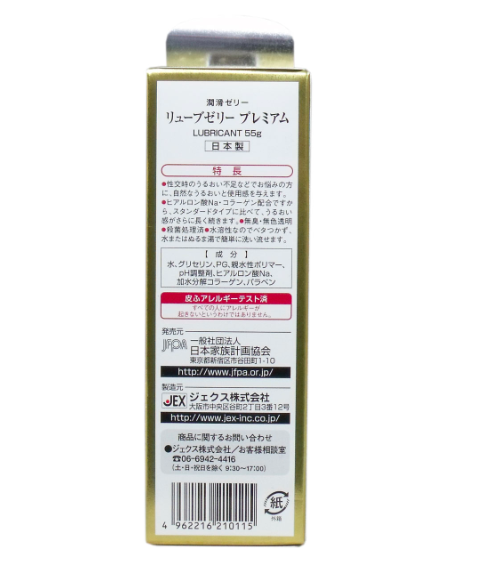 潤滑ゼリー
リューブゼリー プレミアム
LUBRICANT 55g
日本製
特長
●性交時のうるおい不足などでお悩みの方
に、自然なうるおいと使用感を与えます。
●ヒアルロン酸Na・コラーゲン配合ですか
ら、スタンダードタイプに比べて、うるおい
感がさらに長く続きます。●無臭・無色透明
●殺菌処理済●水溶性なのでベタつかず、
水またはぬるま湯で簡単に洗い流せます。
【成分】
水、グリセリン、PG、親水性ポリマー、
pH調整剤、ヒアルロン酸Na、
加水分解コラーゲン、パラベン
皮ふアレルギーテスト済
すべての人にアレルギーが
起きないというわけではありません。
発売元
JFPA 一般社団法人
日本家族計画協会
東京都新宿区市谷田町1-10
http://www.jfpa.or.jp/
製造元
JEX ジェクス株式会社
大阪市中央区谷町2丁目3番12号
http://www.jex-inc.co.jp/
商品に関するお問い合わせ
●ジェクス株式会社/お客様相談室
☎06-6942-4416
(土・日・祝日を除く 9:30〜17:00)
4 962216 210115
紙
外箱